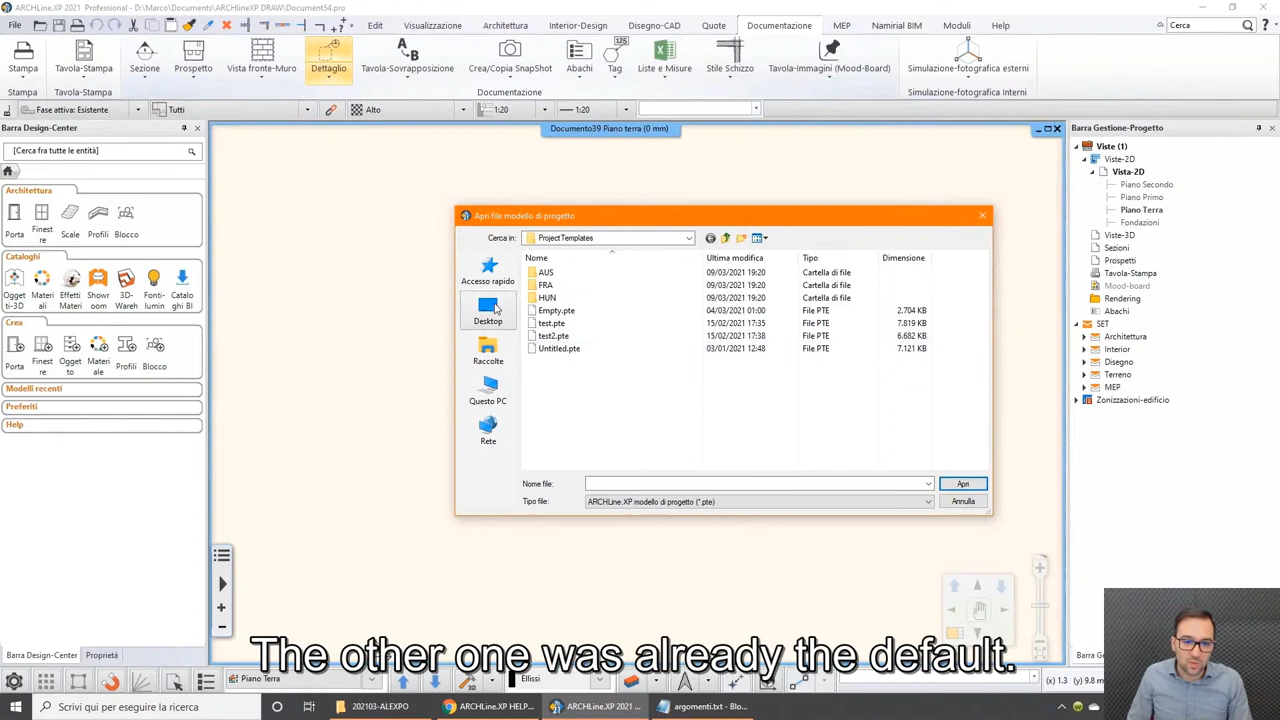 ARCHLine.XP 2021 Professional - D:\Marco\Documents\ARCHlineXP DRAW\Document54.pro
File
Edit
Visualizzazione
Architettura
Interior-Design
Disegno-CAD
Quote
Documentazione
MEP
Namirial BIM
Moduli
Help
Cerca
Stampa
Tavola-Stampa
Sezione
Prospetto
Vista fronte-Muro
Dettaglio
Tavola-Sovrapposizione
Crea/Copia SnapShot
Abachi
Tag
Liste e Misure
Stile Schizzo
Tavola-Immagini (Mood-Board)
Simulazione-fotografica esterni
Stampa
Tavola-Stampa
Documentazione
Simulazione-fotografica Interni
Fase attiva: Esistente
Tutti
Alto
1:20
1:20
Barra Design-Center
[Cerca fra tutte le entità]
Architettura
Porta
Finestre
Scale
Profili
Blocco
Cataloghi
Oggetti-3D
Materiali
Effetti Materi
Showroom
3D-Wareh
Fonti-lumin
Catalo ghi BI
Crea
Porta
Finestre
Oggetto
Materi
Profili
Blocco
Modelli recenti
Preferiti
Help
Documento39 Piano terra (0 mm)
Apri file modello di progetto
Cerca in:
ProjectTemplates
Accesso rapido
Desktop
Raccolte
Questo PC
Rete
Nome
Ultima modifica
Tipo
Dimensione
AUS
09/03/2021 19:20
Cartella di file
FRA
09/03/2021 19:20
Cartella di file
HUN
09/03/2021 19:20
Cartella di file
Empty.pte
04/03/2021 01:00
File PTE
2.704 KB
test.pte
15/02/2021 17:35
File PTE
7.819 KB
test2.pte
15/02/2021 17:38
File PTE
6.682 KB
Untitled.pte
03/01/2021 12:48
File PTE
7.121 KB
Nome file:
Apri
Tipo file:
ARCHLine.XP modello di progetto (*.pte)
Annulla
Barra Gestione-Progetto
Viste (1)
Viste-2D
Vista-2D
Piano Secondo
Piano Primo
Piano Terra
Fondazioni
Viste-3D
Sezioni
Prospetti
Tavola-Stampa
Mood-board
Rendering
Abachi
SET
Architettura
Interior
Disegno
Terreno
MEP
Zonizzazioni-edificio
The other one was already the default.
Barra Design-Center
Proprietà
Piano Terra
Ellissi
(x) 1.3
(y) 9.8 m
Scrivi qui per eseguire la ricerca
202103-ALEXPO
ARCHLine.XP HELP...
ARCHLine.XP 2021 ...
argomenti.txt - Blo...